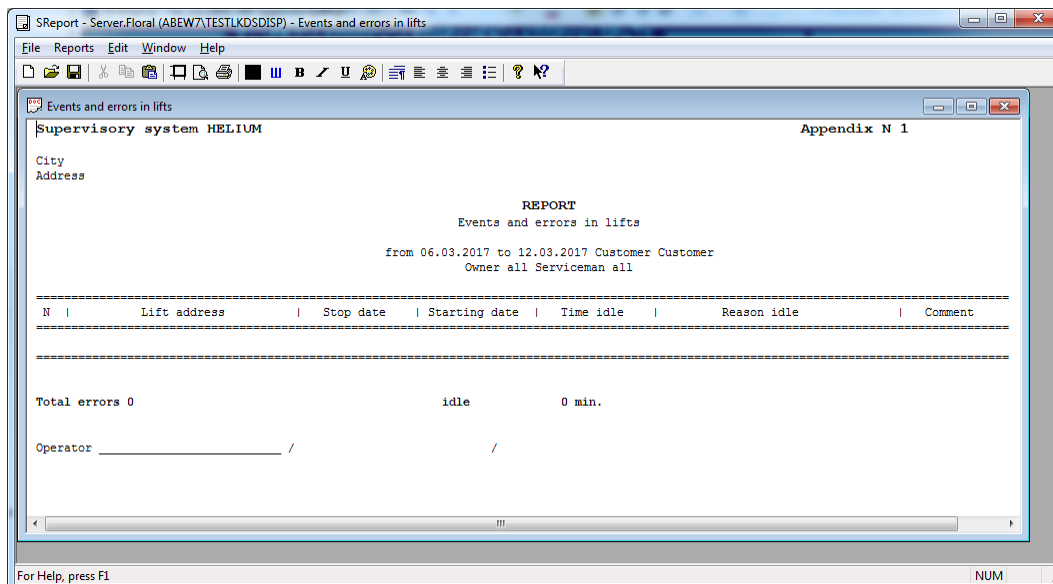 SReport - Server.Floral (ABEW7\TESTLKDSDISP) - Events and errors in lifts
File Reports Edit Window Help
Ш B I U ¶ ? ?
Events and errors in lifts
Supervisory system HELIUM Appendix N 1
City
Address
REPORT
Events and errors in lifts
from 06.03.2017 to 12.03.2017 Customer Customer
Owner all Serviceman all
N | Lift address | Stop date | Starting date | Time idle | Reason idle | Comment
Total errors 0 idle 0 min.
Operator __________________________ / /
For Help, press F1 NUM